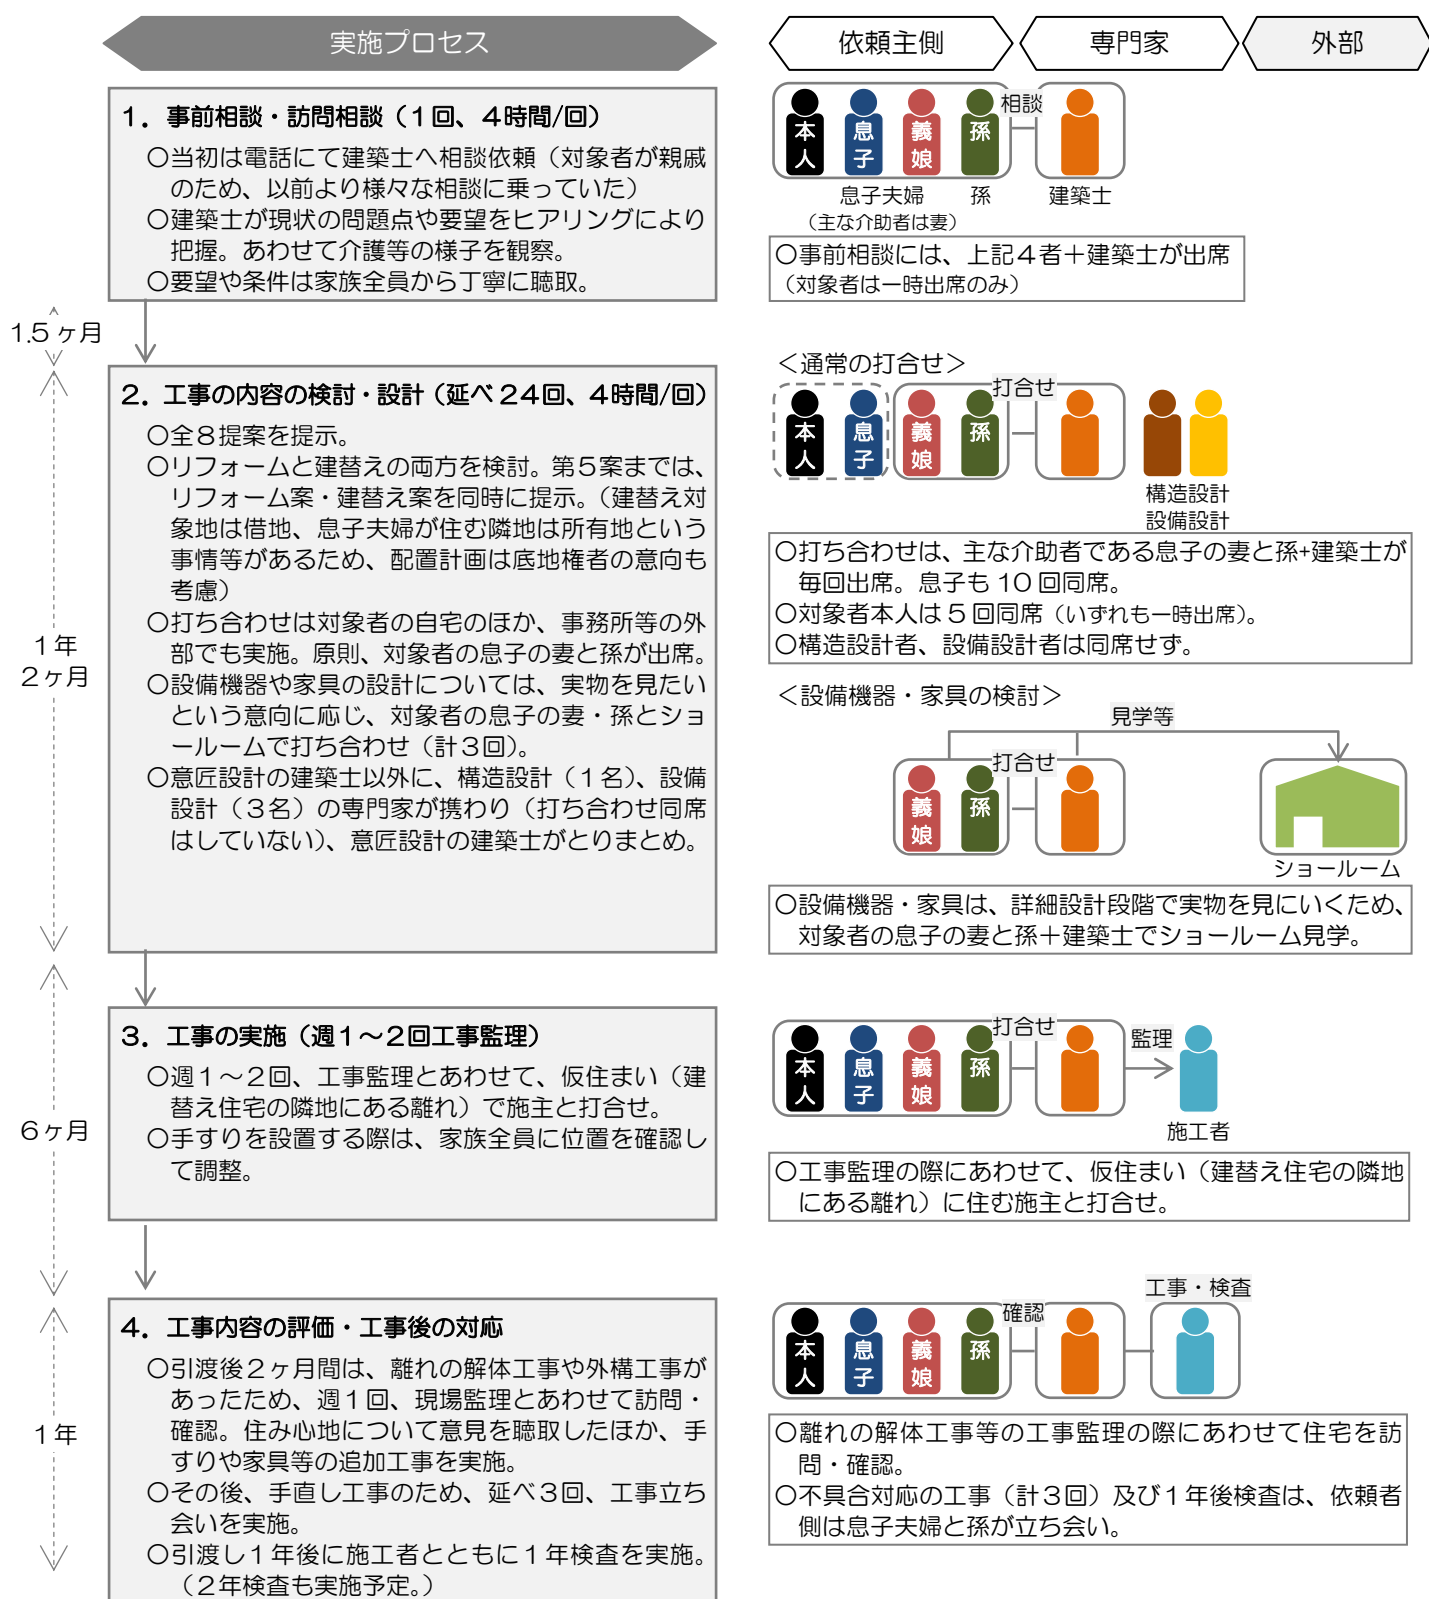 実施プロセス
依頼主側
専門家
外部
1．事前相談・訪問相談（1回、4時間/回）
○当初は電話にて建築士へ相談依頼（対象者が親戚
のため、以前より様々な相談に乗っていた）
○建築士が現状の問題点や要望をヒアリングにより
把握。あわせて介護等の様子を観察。
○要望や条件は家族全員から丁寧に聴取。
相談
本人
息子
義娘
孫
息子夫婦
孫
建築士
（主な介助者は妻）
○事前相談には、上記4者＋建築士が出席
（対象者は一時出席のみ）
1.5ヶ月
2．工事の内容の検討・設計（延べ24回、4時間/回）
○全8提案を提示。
○リフォームと建替えの両方を検討。第5案までは、
リフォーム案・建替え案を同時に提示。（建替え対
象地は借地、息子夫婦が住む隣地は所有地という
事情等があるため、配置計画は底地権者の意向も
考慮）
○打ち合わせは対象者の自宅のほか、事務所等の外
部でも実施。原則、対象者の息子の妻と孫が出席。
○設備機器や家具の設計については、実物を見たい
という意向に応じ、対象者の息子の妻・孫とショ
ールームで打ち合わせ（計3回）。
○意匠設計の建築士以外に、構造設計（1名）、設備
設計（3名）の専門家が携わり（打ち合わせ同席
はしていない）、意匠設計の建築士がとりまとめ。
1年
2ヶ月
＜通常の打合せ＞
打合せ
本人
息子
義娘
孫
構造設計
設備設計
○打ち合わせは、主な介助者である息子の妻と孫+建築士が
毎回出席。息子も10回同席。
○対象者本人は5回同席（いずれも一時出席）。
○構造設計者、設備設計者は同席せず。
＜設備機器・家具の検討＞
見学等
打合せ
義娘
孫
ショールーム
○設備機器・家具は、詳細設計段階で実物を見にいくため、
対象者の息子の妻と孫＋建築士でショールーム見学。
3．工事の実施（週1～2回工事監理）
○週1～2回、工事監理とあわせて、仮住まい（建
替え住宅の隣地にある離れ）で施主と打合せ。
○手すりを設置する際は、家族全員に位置を確認し
て調整。
6ヶ月
打合せ
監理
本人
息子
義娘
孫
施工者
○工事監理の際にあわせて、仮住まい（建替え住宅の隣地
にある離れ）に住む施主と打合せ。
4．工事内容の評価・工事後の対応
○引渡後2ヶ月間は、離れの解体工事や外構工事が
あったため、週1回、現場監理とあわせて訪問・
確認。住み心地について意見を聴取したほか、手
すりや家具等の追加工事を実施。
○その後、手直し工事のため、延べ3回、工事立ち
会いを実施。
○引渡し1年後に施工者とともに1年検査を実施。
（2年検査も実施予定。）
1年
工事・検査
確認
本人
息子
義娘
孫
○離れの解体工事等の工事監理の際にあわせて住宅を訪
問・確認。
○不具合対応の工事（計3回）及び1年後検査は、依頼者
側は息子夫婦と孫が立ち会い。